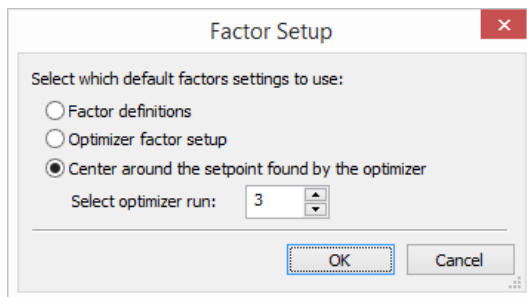 Factor Setup
Select which default factors settings to use:
Factor definitions
Optimizer factor setup
Center around the setpoint found by the optimizer
Select optimizer run: 3
OK Cancel